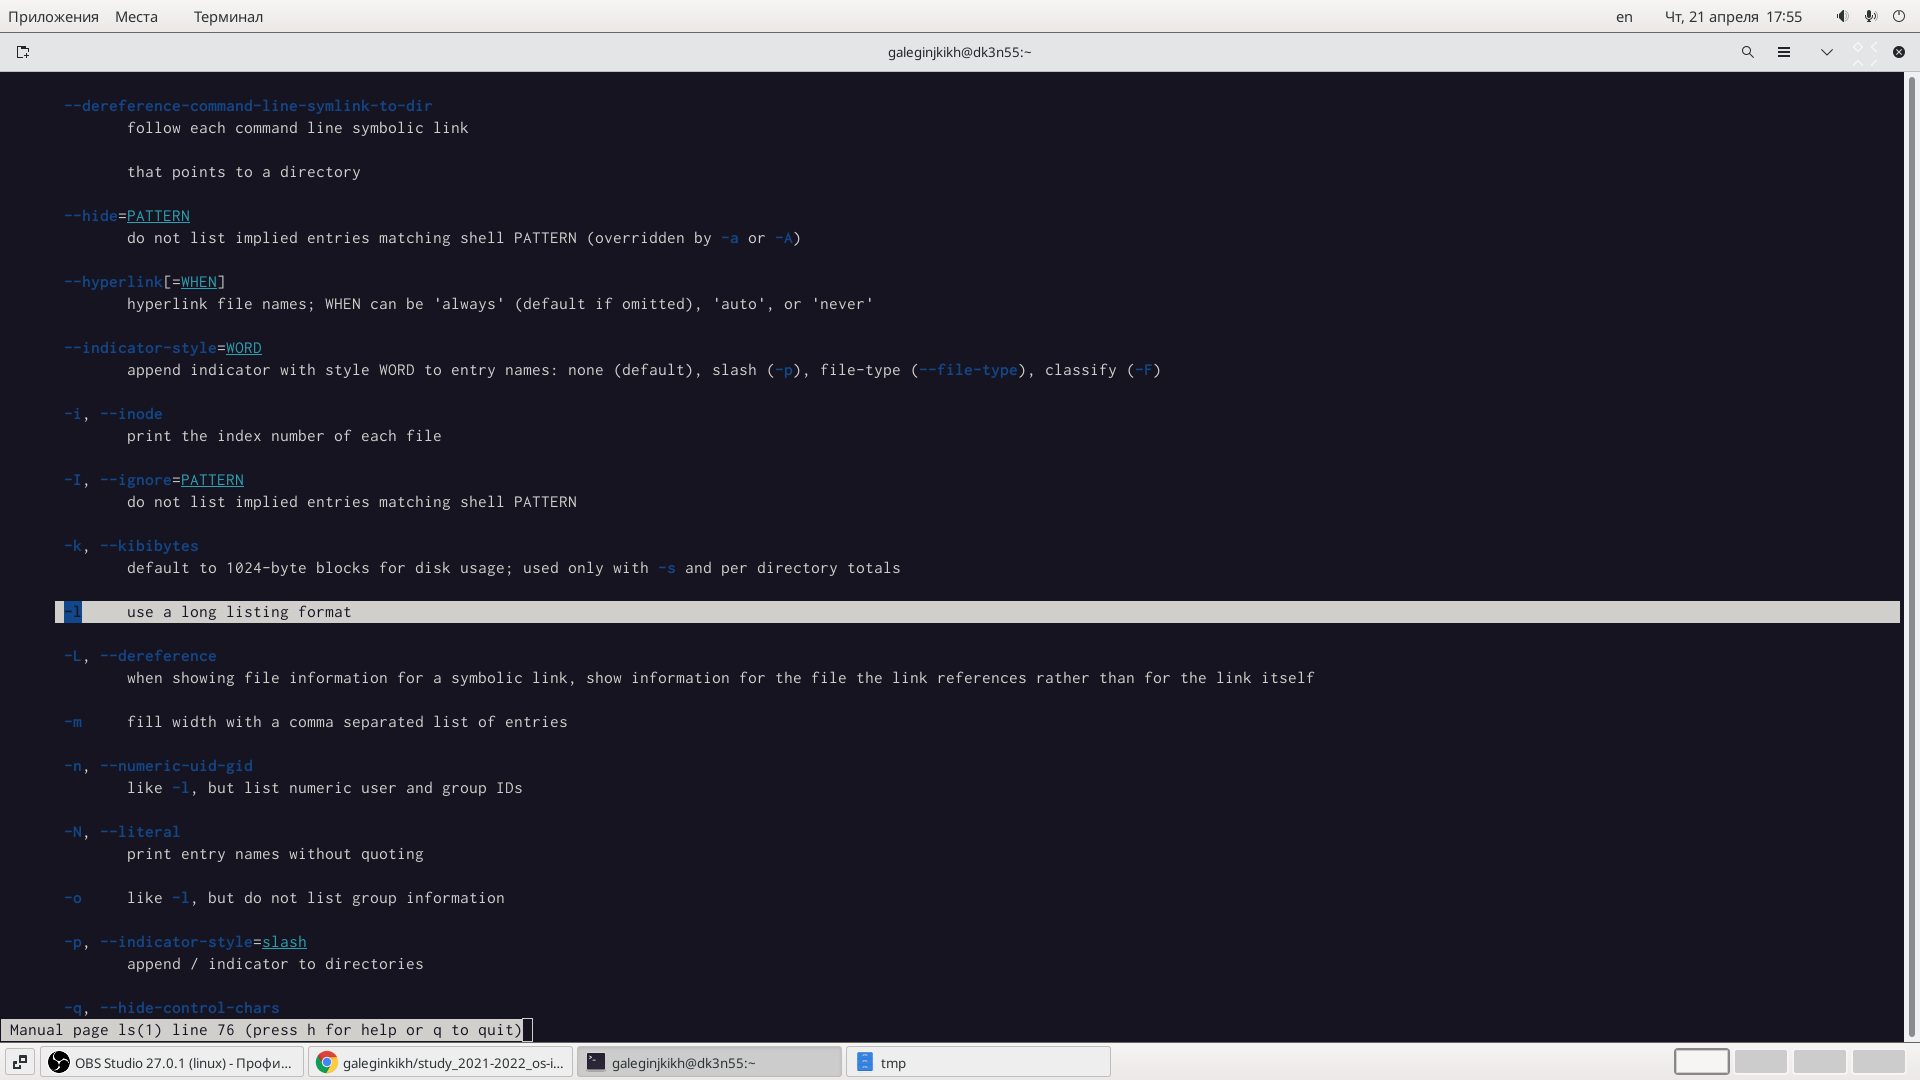 Приложения Места Терминал en Чт, 21 апреля 17:55
galeginjkikh@dk3n55:~
--dereference-command-line-symlink-to-dir
follow each command line symbolic link
that points to a directory
--hide=PATTERN
do not list implied entries matching shell PATTERN (overridden by -a or -A)
--hyperlink[=WHEN]
hyperlink file names; WHEN can be 'always' (default if omitted), 'auto', or 'never'
--indicator-style=WORD
append indicator with style WORD to entry names: none (default), slash (-p), file-type (--file-type), classify (-F)
-i, --inode
print the index number of each file
-I, --ignore=PATTERN
do not list implied entries matching shell PATTERN
-k, --kibibytes
default to 1024-byte blocks for disk usage; used only with -s and per directory totals
-l use a long listing format
-L, --dereference
when showing file information for a symbolic link, show information for the file the link references rather than for the link itself
-m fill width with a comma separated list of entries
-n, --numeric-uid-gid
like -l, but list numeric user and group IDs
-N, --literal
print entry names without quoting
-o like -l, but do not list group information
-p, --indicator-style=slash
append / indicator to directories
-q, --hide-control-chars
Manual page ls(1) line 76 (press h for help or q to quit)
OBS Studio 27.0.1 (linux) - Профи... galeginkikh/study_2021-2022_os-i... galeginjkikh@dk3n55:~ tmp